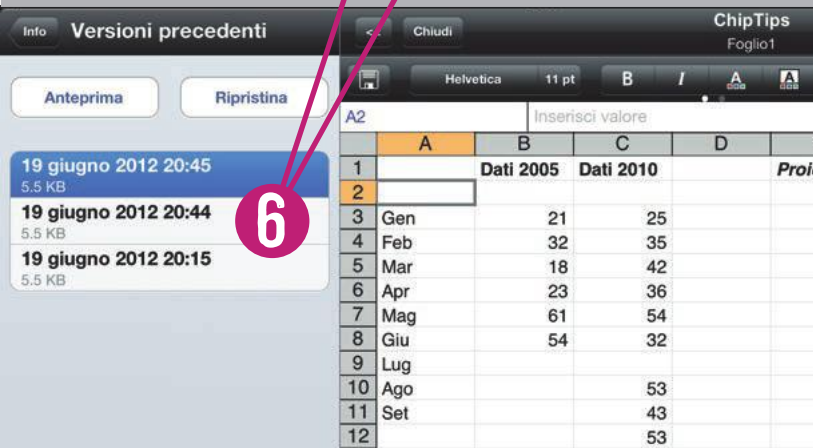 Info Versioni precedenti
Anteprima Ripristina
19 giugno 2012 20:45
5.5 KB
19 giugno 2012 20:44
5.5 KB
19 giugno 2012 20:15
5.5 KB
6
Chiudi
ChipTips
Foglio1
Helvetica 11 pt B I A A
A2 Inserisci valore
A B C D
1 Dati 2005 Dati 2010
2
3 Gen 21 25
4 Feb 32 35
5 Mar 18 42
6 Apr 23 36
7 Mag 61 54
8 Giu 54 32
9 Lug
10 Ago 53
11 Set 43
12 53